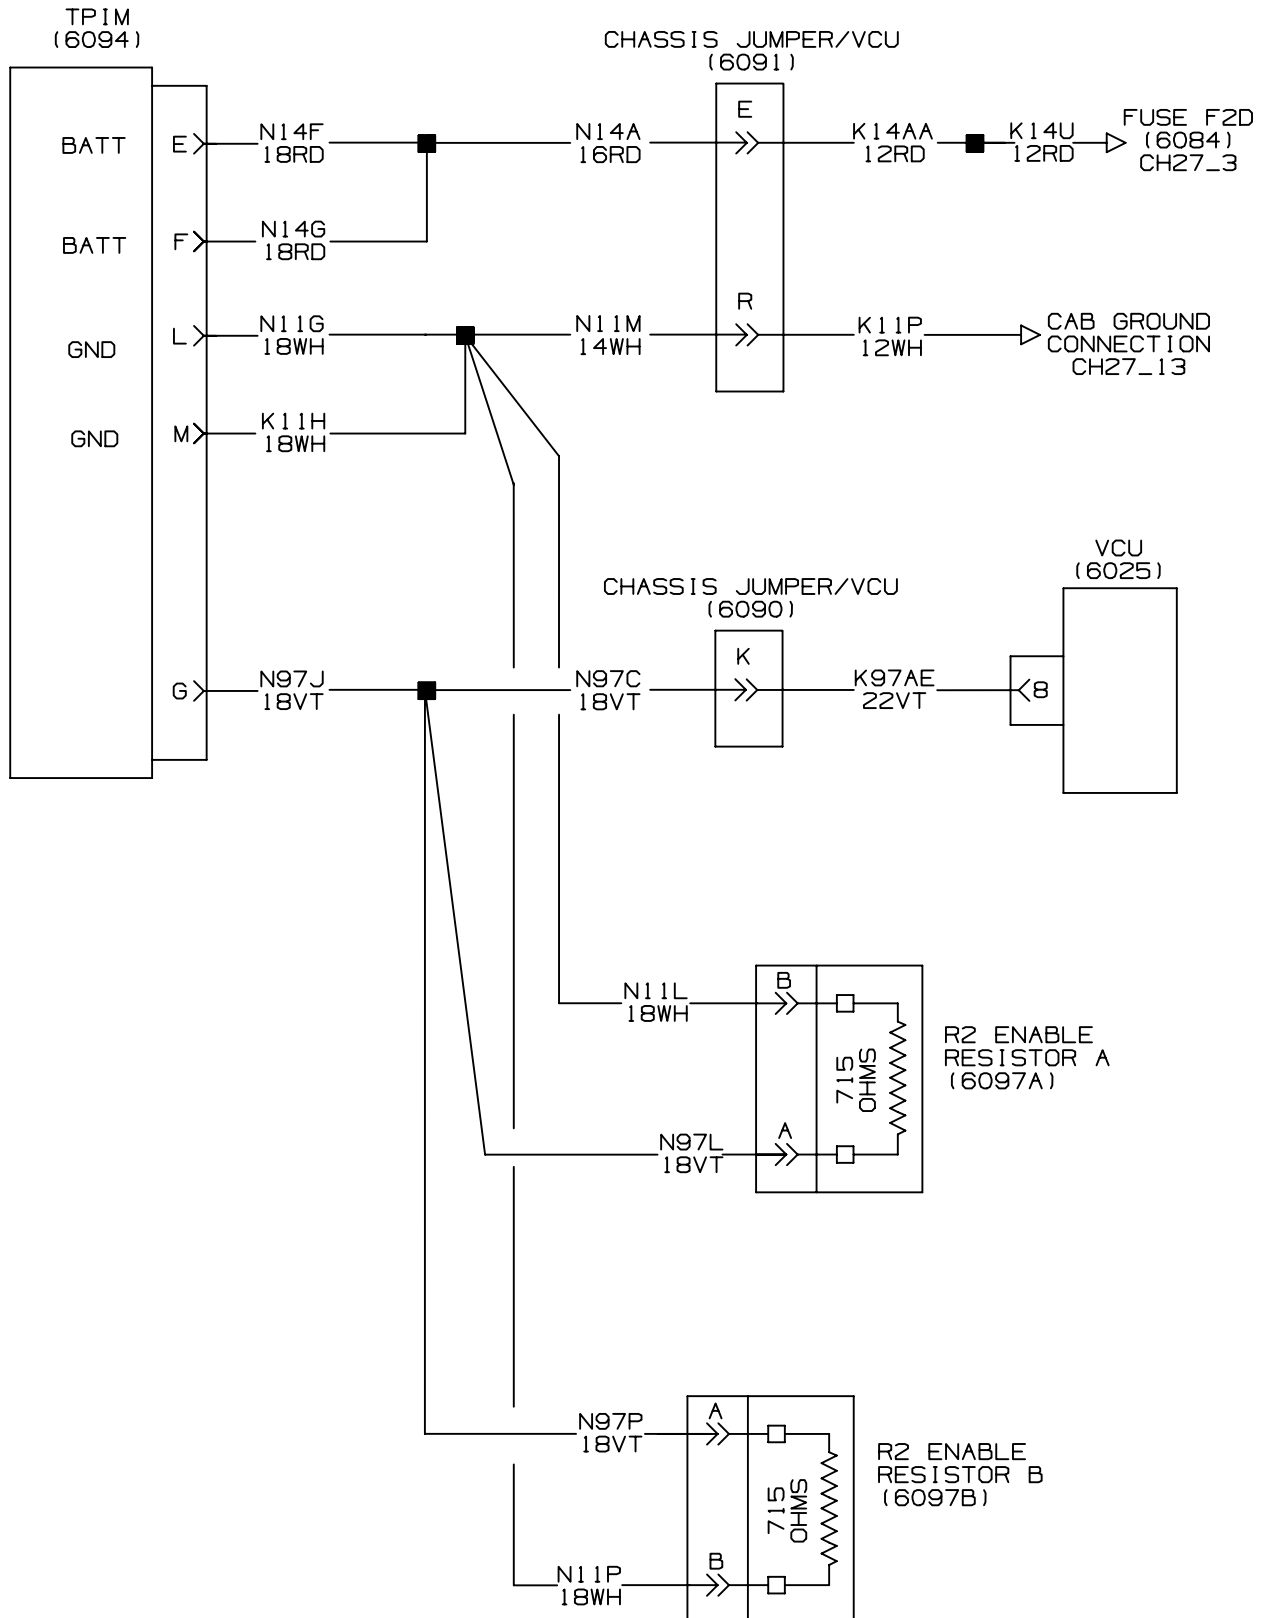 TPIM
(6094)
CHASSIS JUMPER/VCU
(6091)
BATT
E
N14F
18RD
N14A
16RD
E
K14AA
12RD
K14U
12RD
FUSE F2D
(6084)
CH27_3
BATT
F
N14G
18RD
GND
L
N11G
18WH
N11M
14WH
R
K11P
12WH
CAB GROUND
CONNECTION
CH27_13
GND
M
K11H
18WH
VCU
(6025)
CHASSIS JUMPER/VCU
(6090)
G
N97J
18VT
N97C
18VT
K
K97AE
22VT
8
N11L
18WH
B
715
OHMS
R2 ENABLE
RESISTOR A
(6097A)
N97L
18VT
A
N97P
18VT
A
715
OHMS
R2 ENABLE
RESISTOR B
(6097B)
N11P
18WH
B